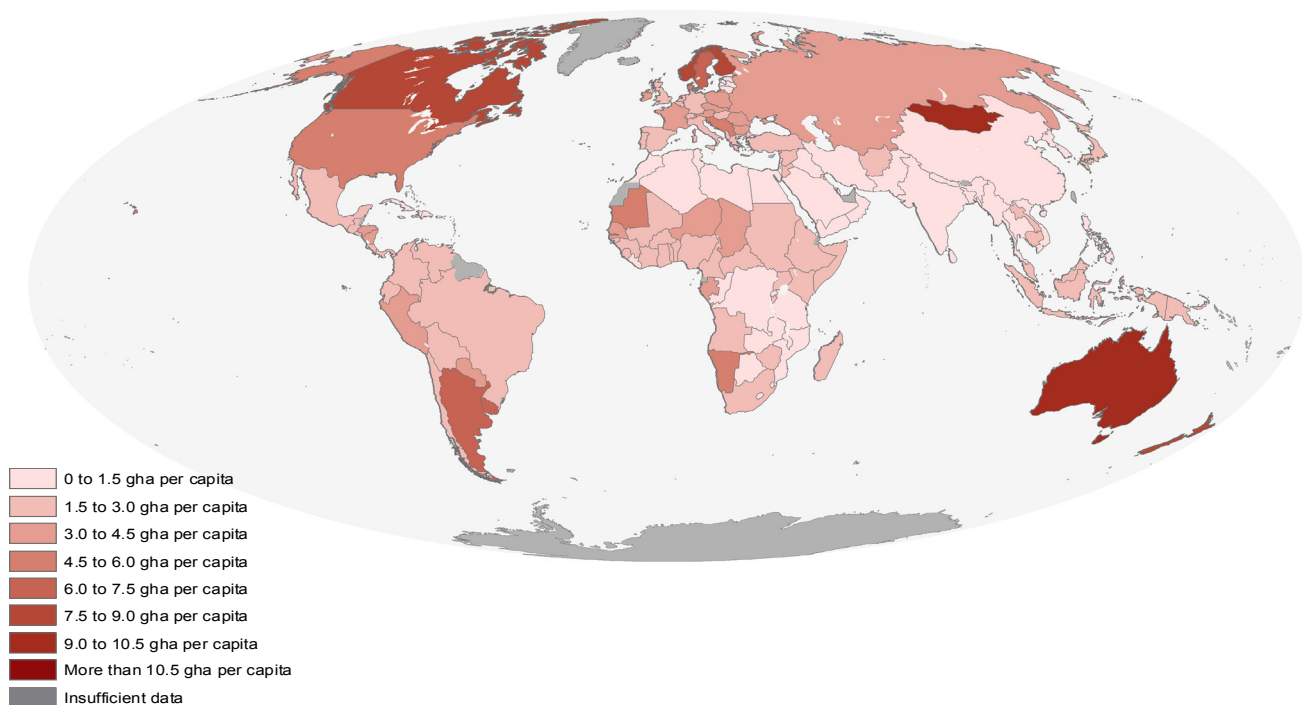 0 to 1.5 gha per capita
1.5 to 3.0 gha per capita
3.0 to 4.5 gha per capita
4.5 to 6.0 gha per capita
6.0 to 7.5 gha per capita
7.5 to 9.0 gha per capita
9.0 to 10.5 gha per capita
More than 10.5 gha per capita
Insufficient data